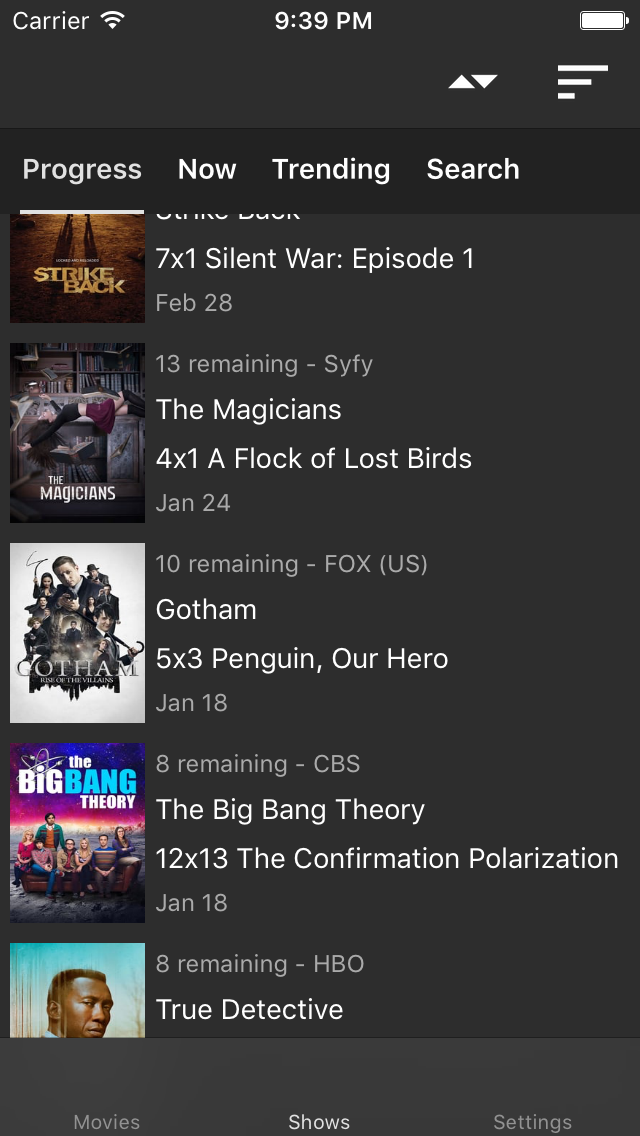 Carrier 9:39 PM
Progress Now Trending Search
Strike Back
STRIKE
BACK
7x1 Silent War: Episode 1
Feb 28
THE
MAGICIANS
13 remaining - Syfy
The Magicians
4x1 A Flock of Lost Birds
Jan 24
GOTHAM
RISE OF THE VILLAINS
10 remaining - FOX (US)
Gotham
5x3 Penguin, Our Hero
Jan 18
the
BIG BANG
THEORY
8 remaining - CBS
The Big Bang Theory
12x13 The Confirmation Polarization
Jan 18
8 remaining - HBO
True Detective
Movies Shows Settings